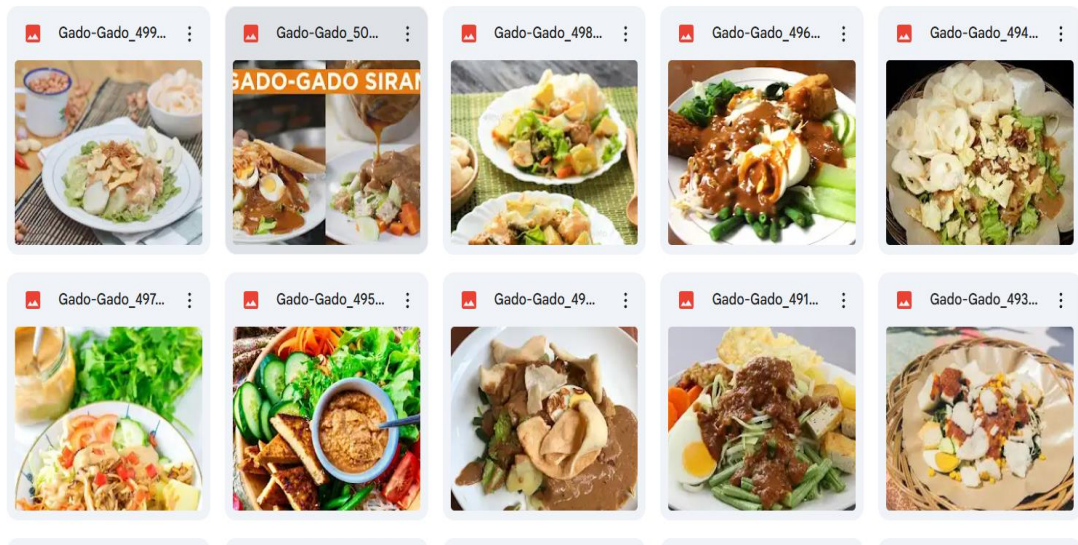 Gado-Gado_499...
Gado-Gado_50...
Gado-Gado_498...
Gado-Gado_496...
Gado-Gado_494...
GADO-GADO SIRAM
Gado-Gado_497...
Gado-Gado_495...
Gado-Gado_49...
Gado-Gado_491...
Gado-Gado_493...